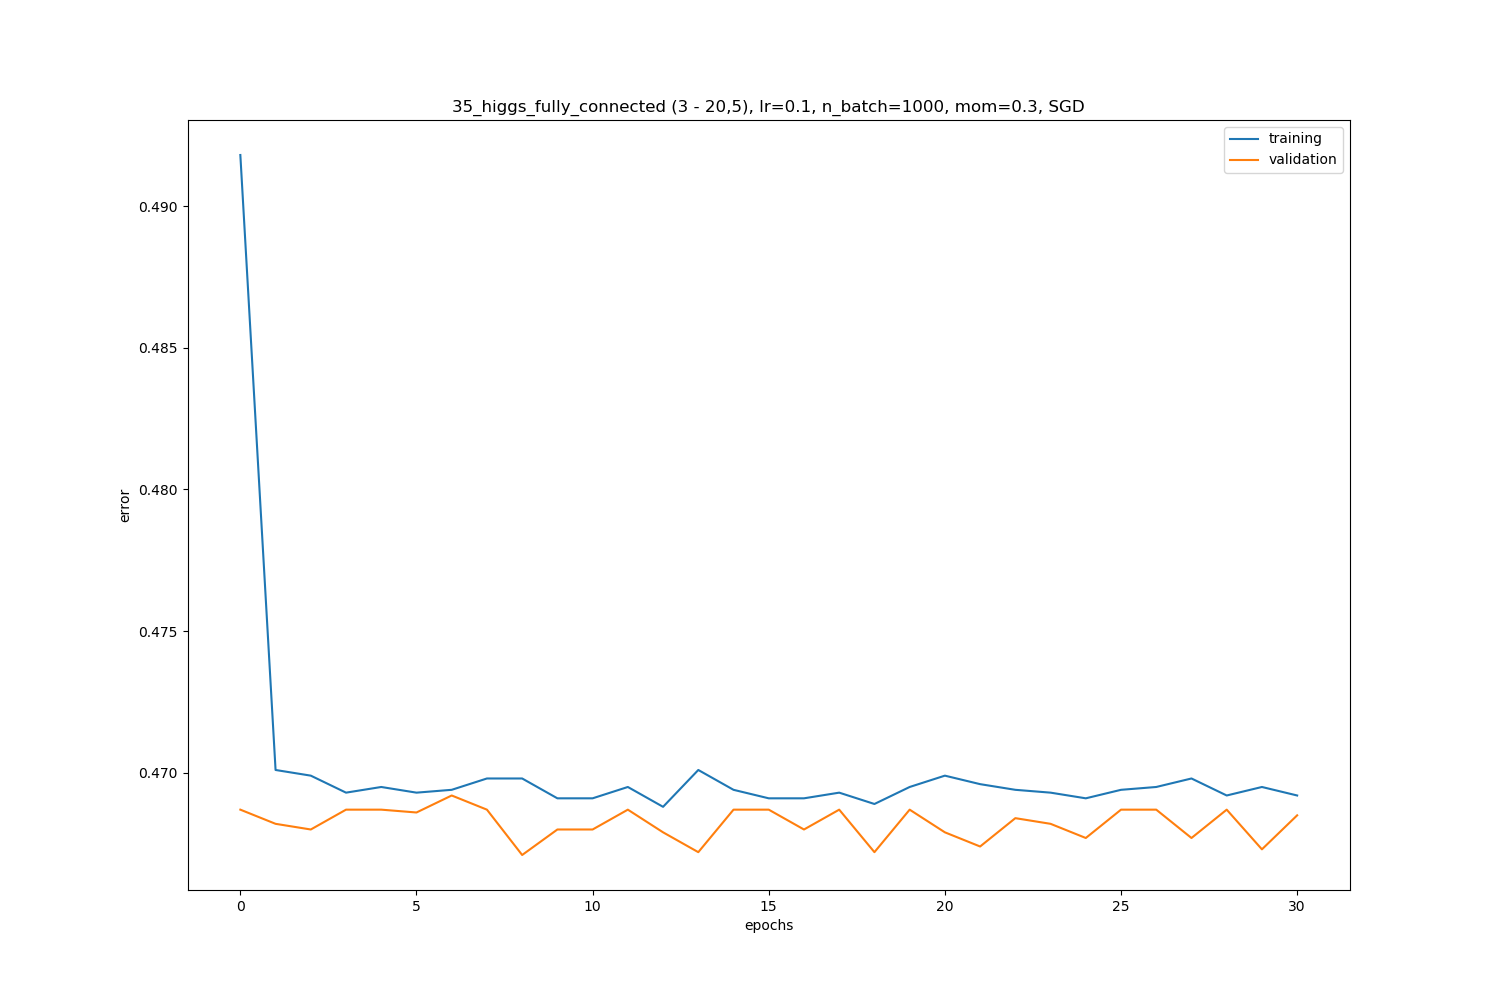 35_higgs_fully_connected (3 - 20,5), lr=0.1, n_batch=1000, mom=0.3, SGD
training
validation
0.490
0.485
0.480
0.475
0.470
error
0 5 10 15 20 25 30
epochs